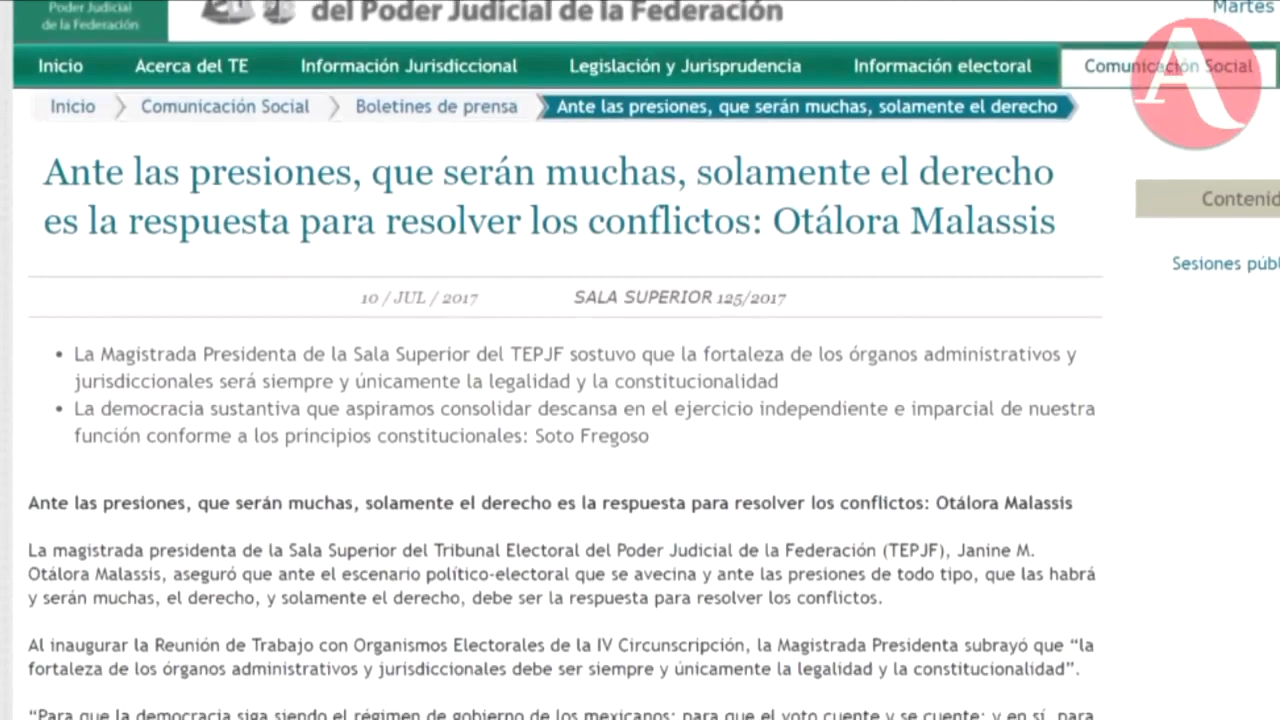 Poder Judicial
de la Federación
del Poder Judicial de la Federación
Martes
Inicio
Acerca del TE
Información Jurisdiccional
Legislación y Jurisprudencia
Información electoral
Comunicación Social
Inicio
Comunicación Social
Boletines de prensa
Ante las presiones, que serán muchas, solamente el derecho
A
Ante las presiones, que serán muchas, solamente el derecho
es la respuesta para resolver los conflictos: Otálora Malassis
Sesiones
10 / JUL / 2017
SALA SUPERIOR 125/2017
La Magistrada Presidenta de la Sala Superior del TEPJF sostuvo que la fortaleza de los órganos administrativos y
jurisdiccionales será siempre y únicamente la legalidad y la constitucionalidad
La democracia sustantiva que aspiramos consolidar descansa en el ejercicio independiente e imparcial de nuestra
función conforme a los principios constitucionales: Soto Fregoso
Ante las presiones, que serán muchas, solamente el derecho es la respuesta para resolver los conflictos: Otálora Malassis
La magistrada presidenta de la Sala Superior del Tribunal Electoral del Poder Judicial de la Federación (TEPJF), Janine M.
Otálora Malassis, aseguró que ante el escenario político-electoral que se avecina y ante las presiones de todo tipo, que las habrá
y serán muchas, el derecho, y solamente el derecho, debe ser la respuesta para resolver los conflictos.
Al inaugurar la Reunión de Trabajo con Organismos Electorales de la IV Circunscripción, la Magistrada Presidenta subrayó que “la
fortaleza de los órganos administrativos y jurisdiccionales debe ser siempre y únicamente la legalidad y la constitucionalidad”.
“Para que la democracia siga siendo el régimen de gobierno de los mexicanos; para que el voto cuente y se cuente; y en sí, para